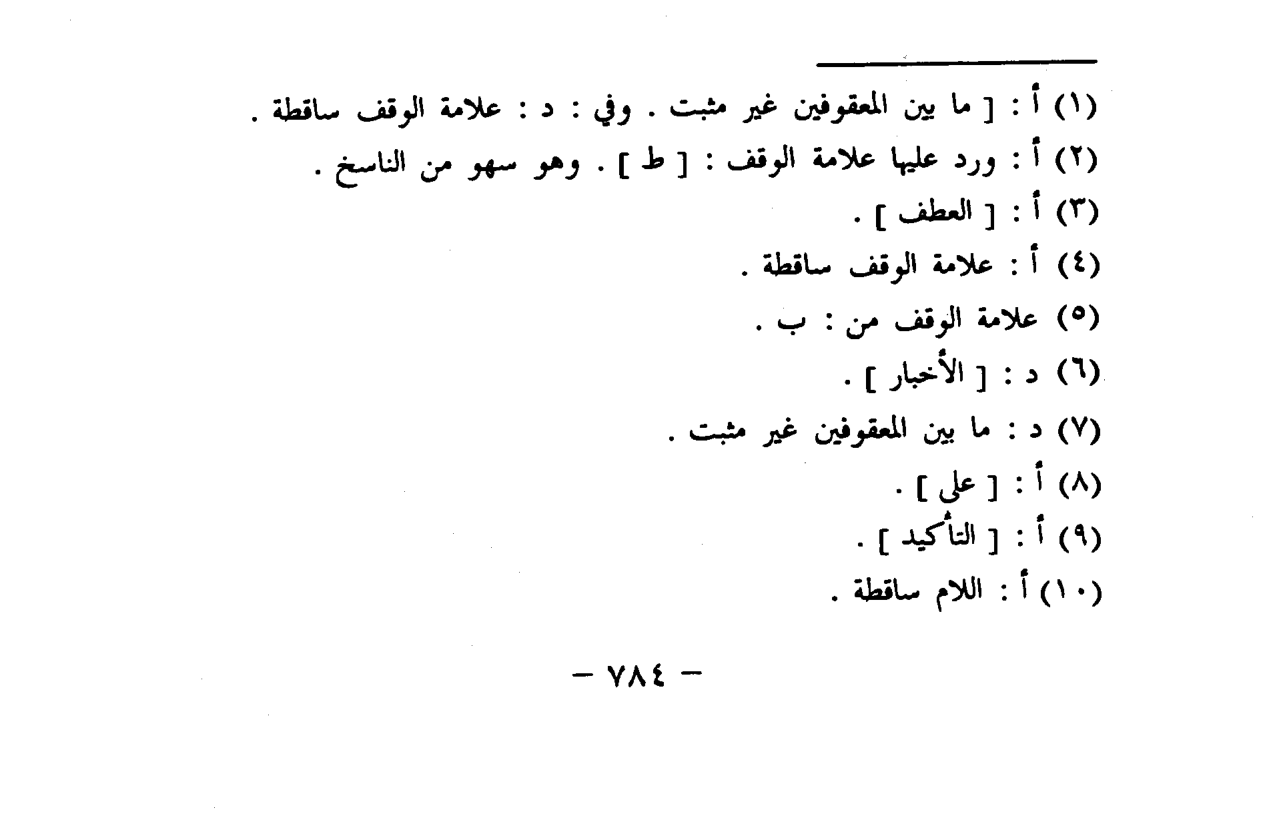 (١) أ : [ ما بين المعقوفين غير مثبت . وفي : د : علامة الوقف ساقطة .
(٢) أ : ورد عليها علامة الوقف : [ ط ] . وهو سهو من الناسخ .
(٣) أ : [ العطف ] .
(٤) أ : علامة الوقف ساقطة .
(٥) علامة الوقف من : ب .
(٦) د : [ الأخبار ] .
(٧) د : ما بين المعقوفين غير مثبت .
(٨) أ : [ على ] .
(٩) أ : [ التأكيد ] .
(١٠) أ : اللام ساقطة .
– ٧٨٤ –